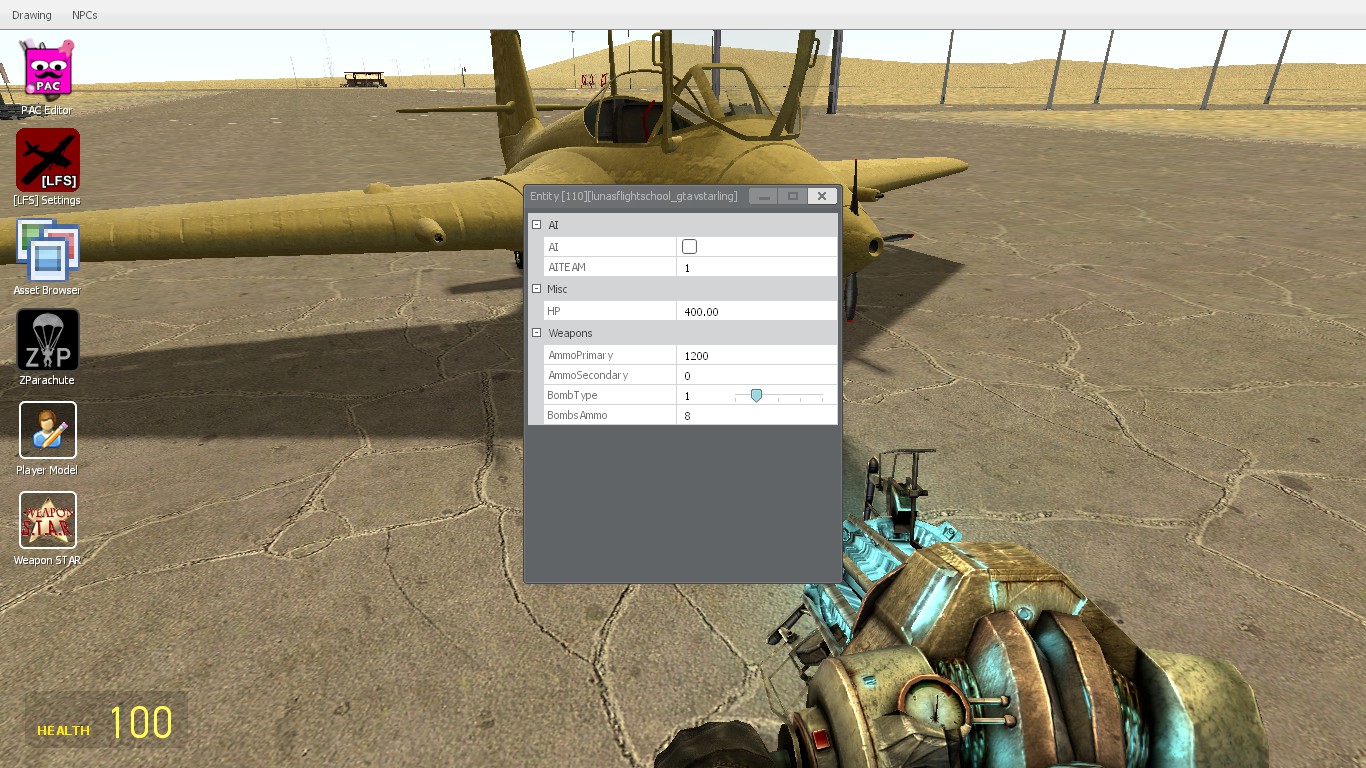 Drawing NPCs
PAC
PAC Editor
[LFS]
[LFS] Settings
Asset Browser
ZP
ZParachute
Player Model
WEAPON
S.T.A.R
Weapon STAR
Entity [110][lunasflightschool_gtavstarling]
AI
AI
AITEAM 1
Misc
HP 400.00
Weapons
AmmoPrimary 1200
AmmoSecondary 0
BombType 1
BombsAmmo 8
HEALTH 100